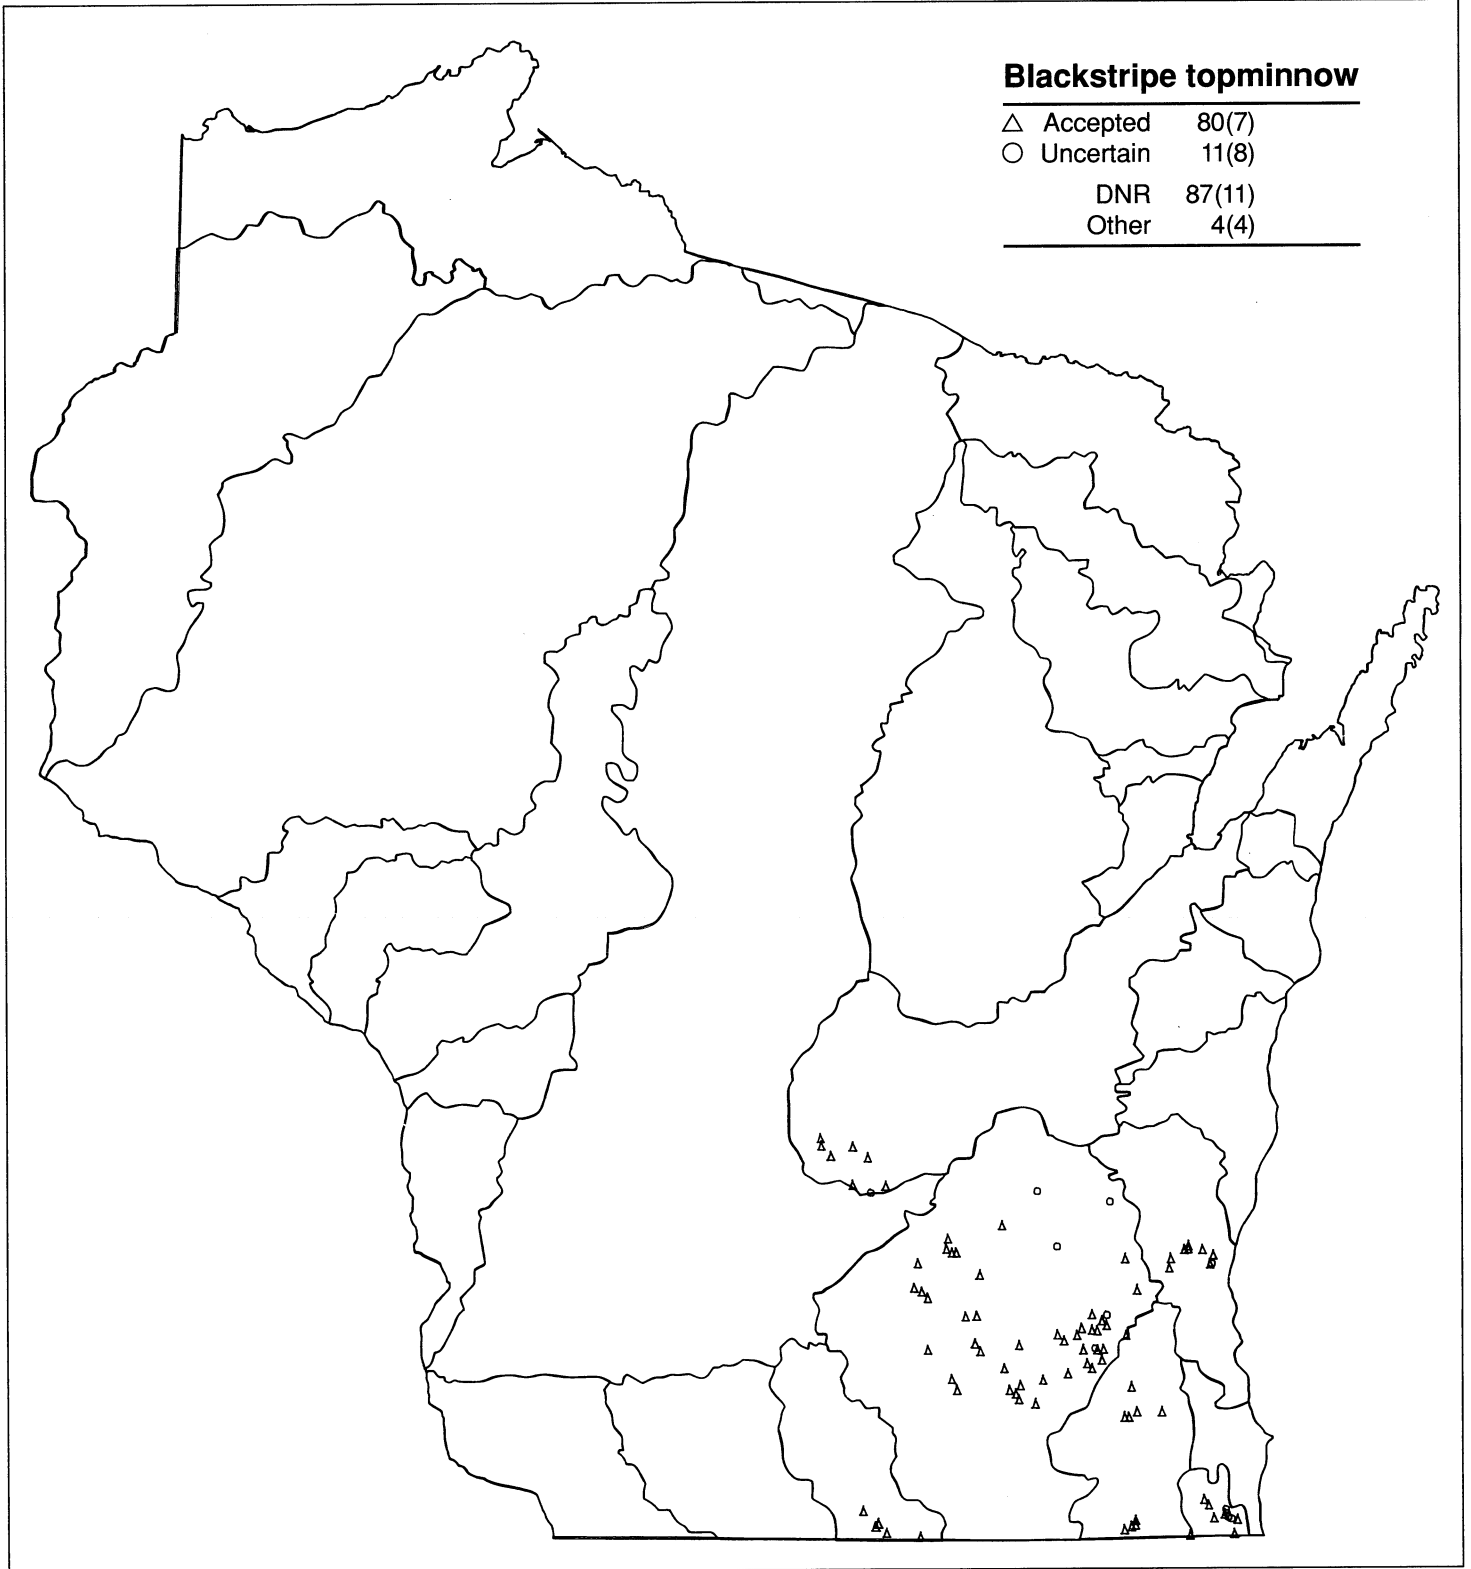 Blackstripe topminnow
△ Accepted 80(7)
○ Uncertain 11(8)
DNR 87(11)
Other 4(4)